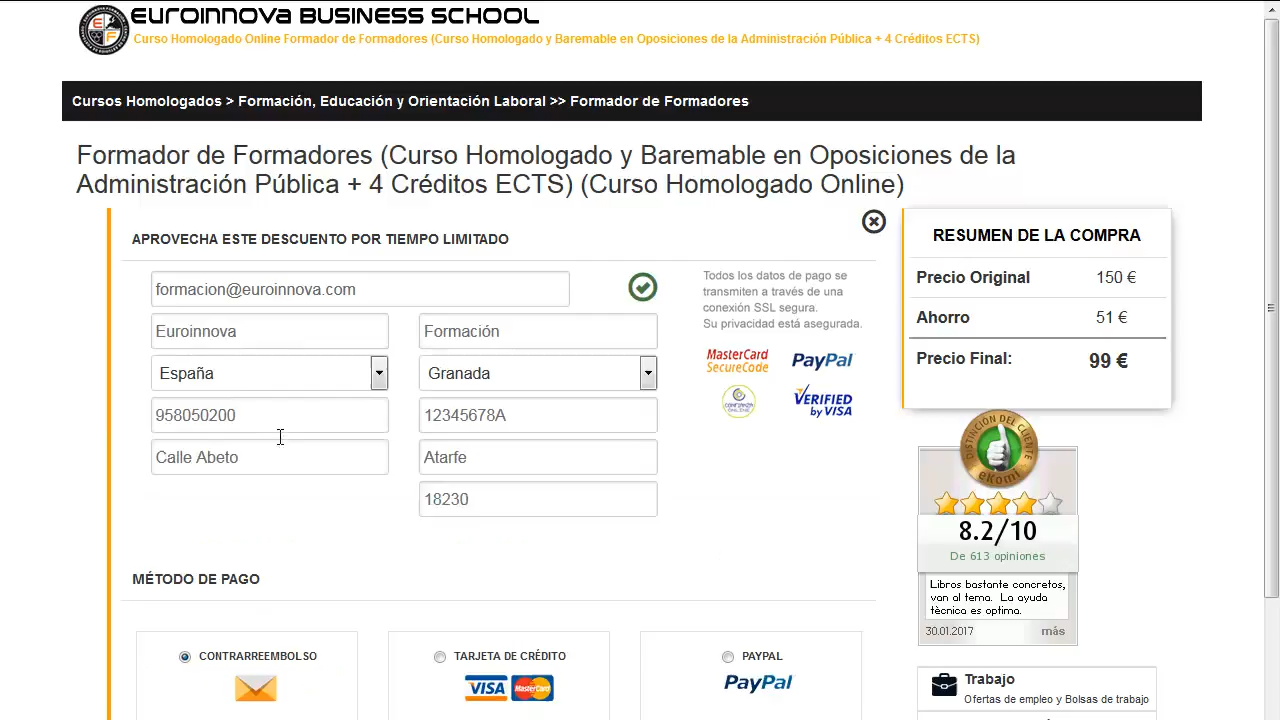 EUROINNOVA BUSINESS SCHOOL
Curso Homologado Online Formador de Formadores (Curso Homologado y Baremable en Oposiciones de la Administración Pública + 4 Créditos ECTS)
Cursos Homologados > Formación, Educación y Orientación Laboral >> Formador de Formadores
Formador de Formadores (Curso Homologado y Baremable en Oposiciones de la
Administración Pública + 4 Créditos ECTS) (Curso Homologado Online)
APROVECHA ESTE DESCUENTO POR TIEMPO LIMITADO
formacion@euroinnova.com
Euroinnova
Formación
España
Granada
958050200
12345678A
Calle Abeto
Atarfe
18230
Todos los datos de pago se
transmiten a través de una
conexión SSL segura.
Su privacidad está asegurada.
MasterCard
SecureCode
PayPal
CONFIANZA
ONLINE
VERIFIED
by VISA
RESUMEN DE LA COMPRA
Precio Original 150 €
Ahorro 51 €
Precio Final: 99 €
DISTINCIÓN DEL CLIENTE
eKomi
8.2/10
De 613 opiniones
Libros bastante concretos,
van al tema. La ayuda
tècnica es optima.
30.01.2017 más
Trabajo
Ofertas de empleo y Bolsas de trabajo
MÉTODO DE PAGO
CONTRARREEMBOLSO
TARJETA DE CRÉDITO
VISA MasterCard
PAYPAL
PayPal